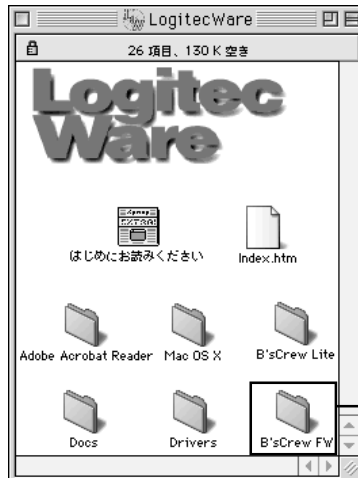 LogitecWare
26 項目、130 K 空き
Logitec
Ware
はじめにお読みください
Index.htm
Adobe Acrobat Reader
Mac OS X
B'sCrew Lite
Docs
Drivers
B'sCrew FW